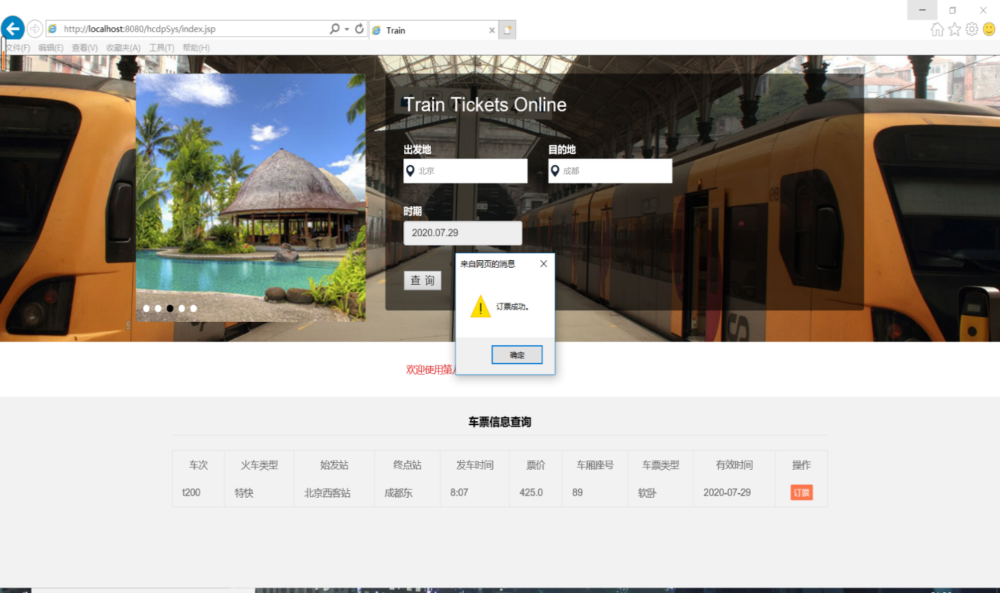 http://localhost:8080/hcdpSys/index.jsp
Train
文件(F) 编辑(E) 查看(V) 收藏夹(A) 工具(T) 帮助(H)
Train Tickets Online
出发地 目的地
北京 成都
时期
2020.07.29
查 询
来自网页的消息
订票成功。
确定
欢迎使用第
车票信息查询
车次 火车类型 始发站 终点站 发车时间 票价 车厢座号 车票类型 有效时间 操作
t200 特快 北京西客站 成都东 8:07 425.0 89 软卧 2020-07-29 订票